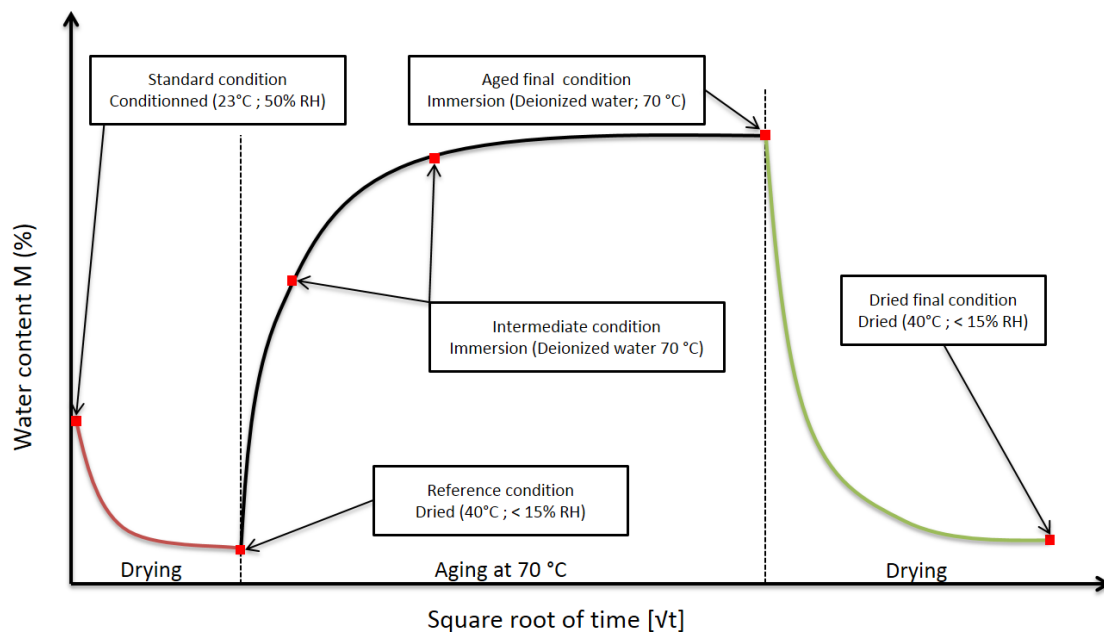 Standard condition
Conditionned (23°C ; 50% RH)
Aged final  condition
Immersion (Deionized water; 70 °C)
Water content M (%)
Intermediate condition
Immersion (Deionized water 70 °C)
Dried final condition
Dried (40°C ; < 15% RH)
Reference condition
Dried (40°C ; < 15% RH)
Drying
Aging at 70 °C
Drying
Square root of time [√t]